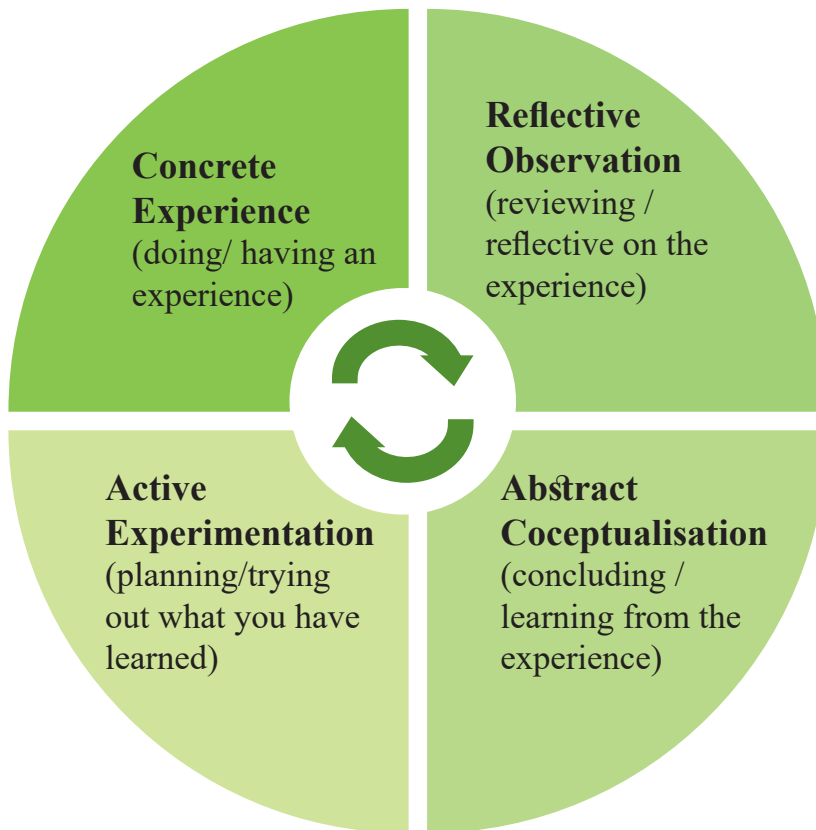 Concrete
Experience
(doing/ having an
experience)
Reflective
Observation
(reviewing /
reflective on the
experience)
Abstract
Coceptualisation
(concluding /
learning from the
experience)
Active
Experimentation
(planning/trying
out what you have
learned)